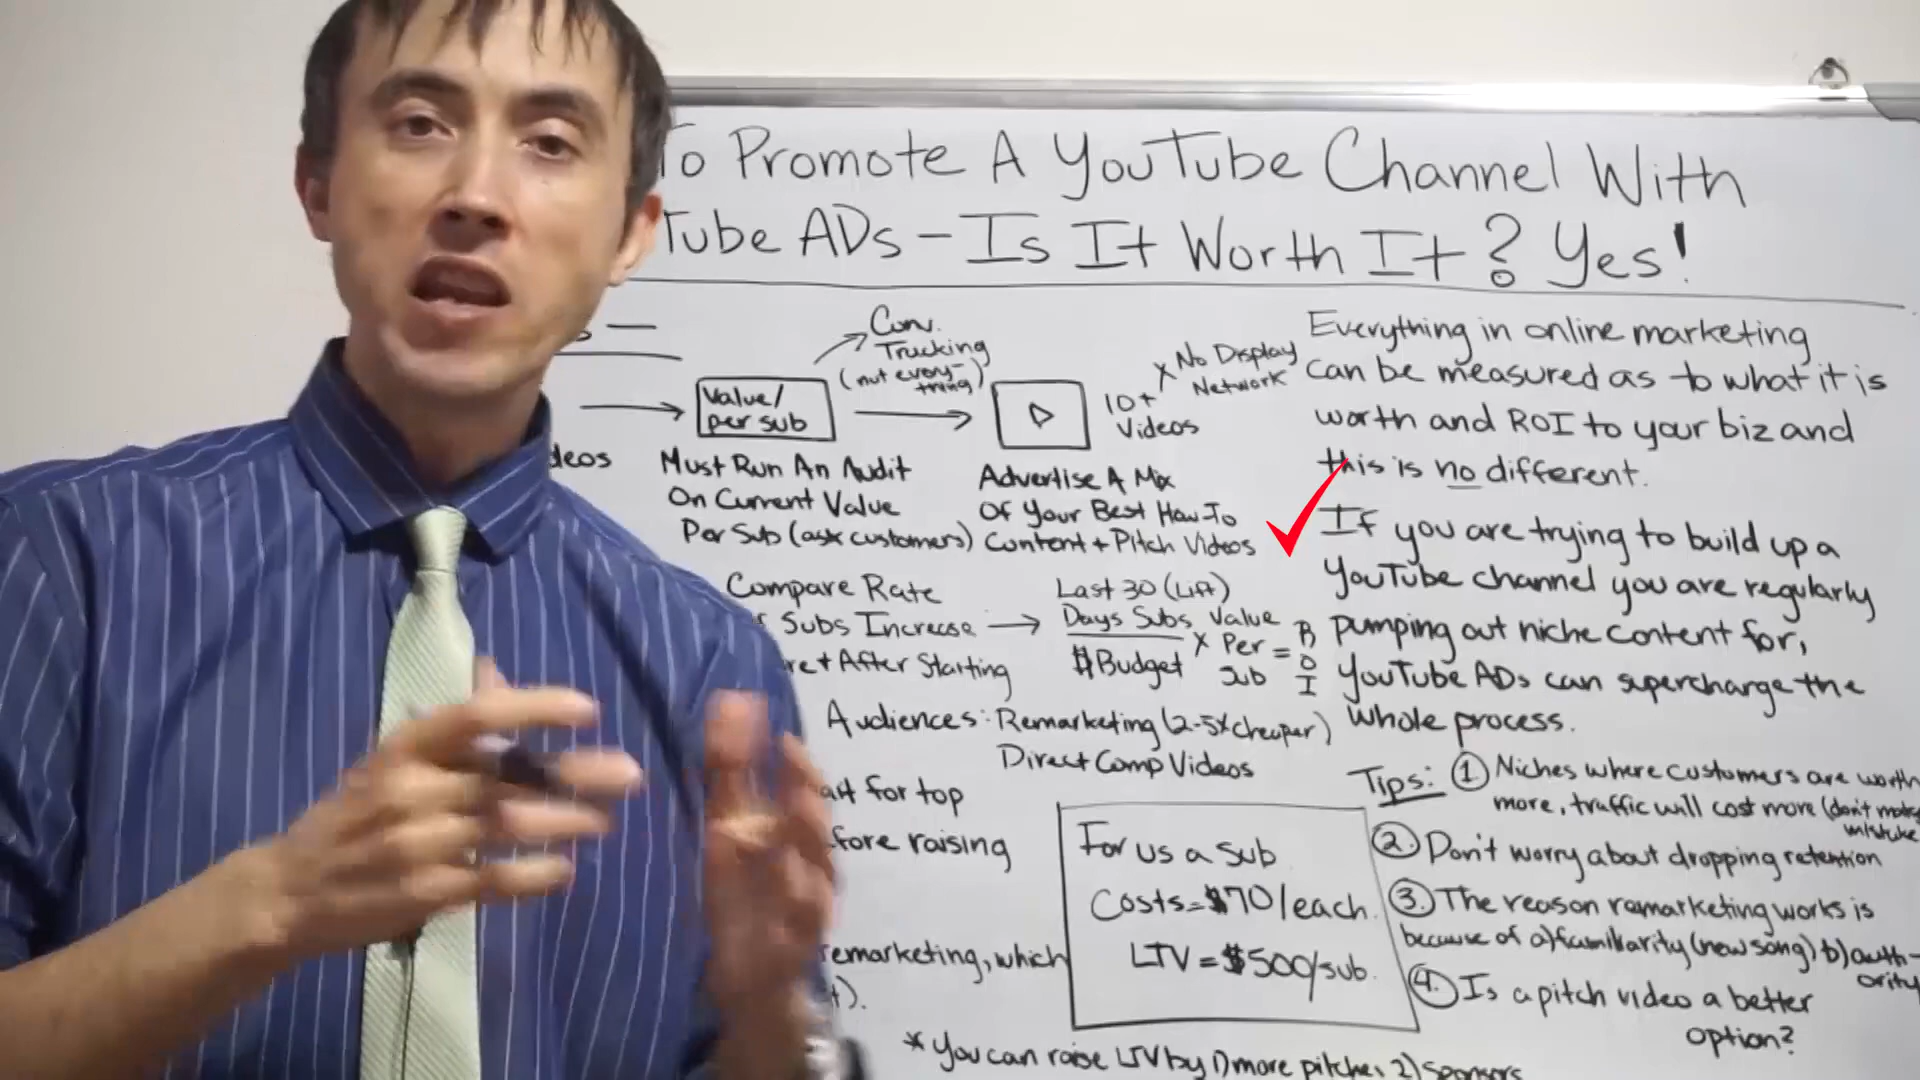 To Promote A YouTube Channel With
Tube ADs - Is It Worth It? Yes!
Conv.
Tracking
(not every-
thing)
Value/
per sub
10+
Videos
x No Display
Network
deos
Must Run An Audit
On Current Value
Per Sub (ask customers)
Advertise A Mix
Of Your Best How-To
Content + Pitch Videos
Compare Rate
Subs Increase
re + After Starting
Last 30 (Lift)
Days Subs
$Budget
x Value
Per
Sub
= ROI
Audiences: Remarketing (2-5x cheaper)
Direct Comp Videos
for top
fore raising
remarketing, which
For us a sub
Costs = $70/each.
LTV = $500/sub.
* You can raise LTV by 1) more pitches 2) sponsors
Everything in online marketing
can be measured as to what it is
worth and ROI to your biz and
this is no different.
If you are trying to build up a
YouTube channel you are regularly
pumping out niche content for,
YouTube ADs can supercharge the
whole process.
Tips: 1 Niches where customers are worth
more, traffic will cost more (don't make
mistake
2. Don't worry about dropping retention
3. The reason remarketing works is
because of a) familiarity (new song) b) auth-
ority
4. Is a pitch video a better
option?